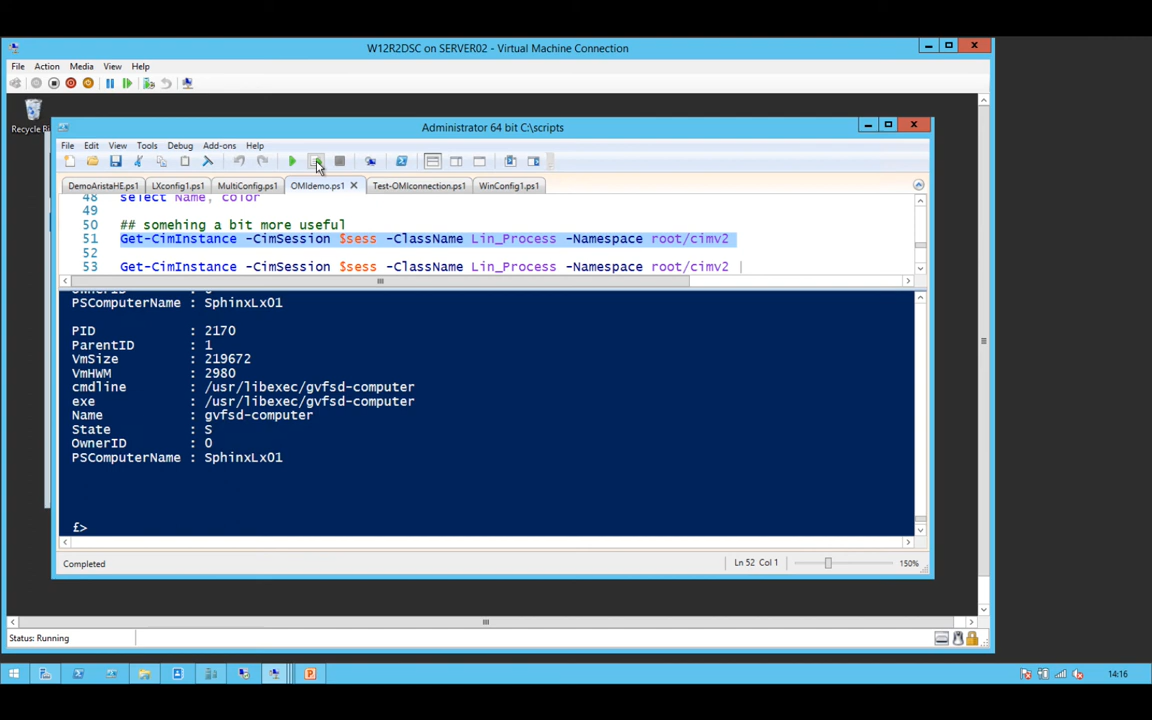 W12R2DSC on SERVER02 - Virtual Machine Connection
File Action Media View Help
Recycle Bi
Administrator 64 bit C:\scripts
File Edit View Tools Debug Add-ons Help
DemoAristaHE.ps1 LXconfig1.ps1 MultiConfig.ps1 OMIdemo.ps1 Test-OMIconnection.ps1 WinConfig1.ps1
48 select Name, color
49
50 ## somehing a bit more useful
51 Get-CimInstance -CimSession $sess -ClassName Lin_Process -Namespace root/cimv2
52
53 Get-CimInstance -CimSession $sess -ClassName Lin_Process -Namespace root/cimv2 |
OwnerID : 0
PSComputerName : SphinxLx01
PID : 2170
ParentID : 1
VmSize : 219672
VmHWM : 2980
cmdline : /usr/libexec/gvfsd-computer
exe : /usr/libexec/gvfsd-computer
Name : gvfsd-computer
State : S
OwnerID : 0
PSComputerName : SphinxLx01
£>
Completed Ln 52 Col 1 150%
Status: Running
14:16